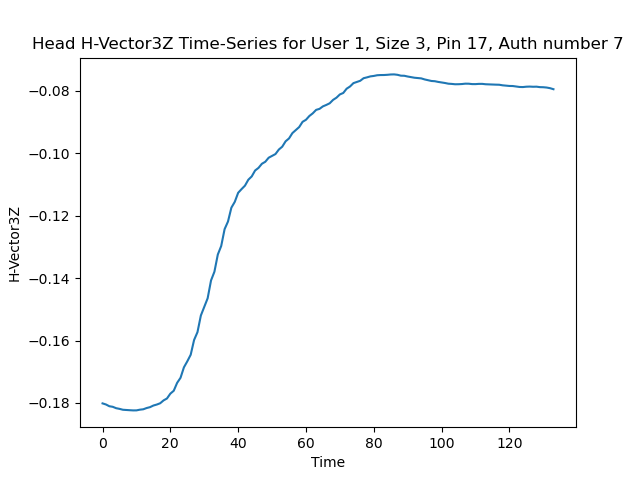 Head H-Vector3Z Time-Series for User 1, Size 3, Pin 17, Auth number 7
−0.08
−0.10
−0.12
−0.14
−0.16
−0.18
H-Vector3Z
0 20 40 60 80 100 120
Time